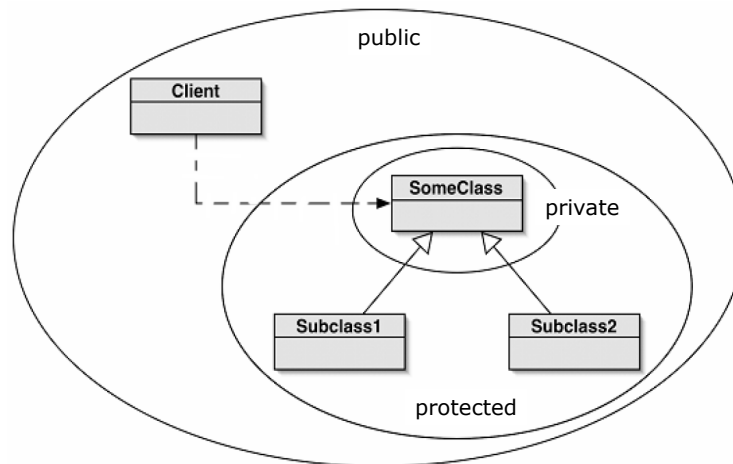 public
Client
SomeClass
private
Subclass1
Subclass2
protected